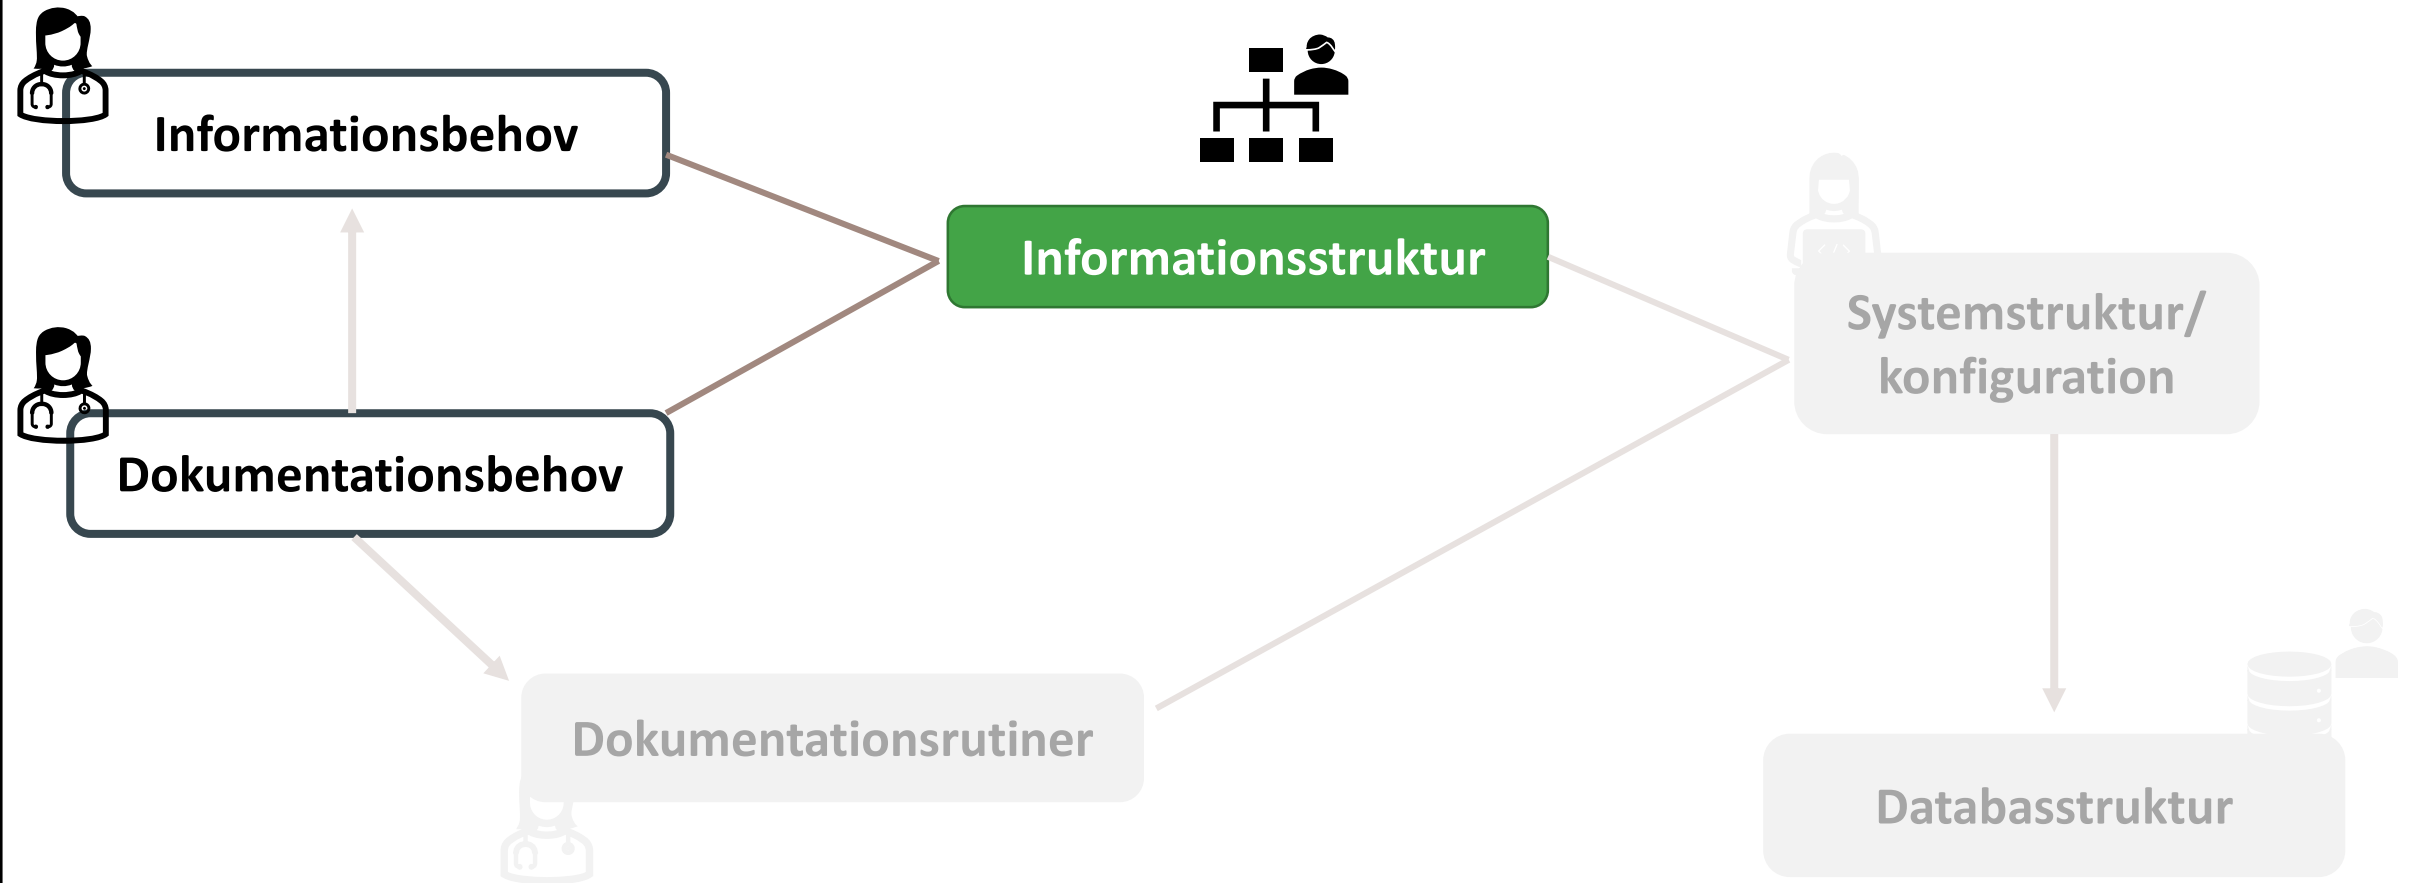 Informationsbehov
Informationsstruktur
Systemstruktur/
konfiguration
Dokumentationsbehov
Dokumentationsrutiner
Databasstruktur